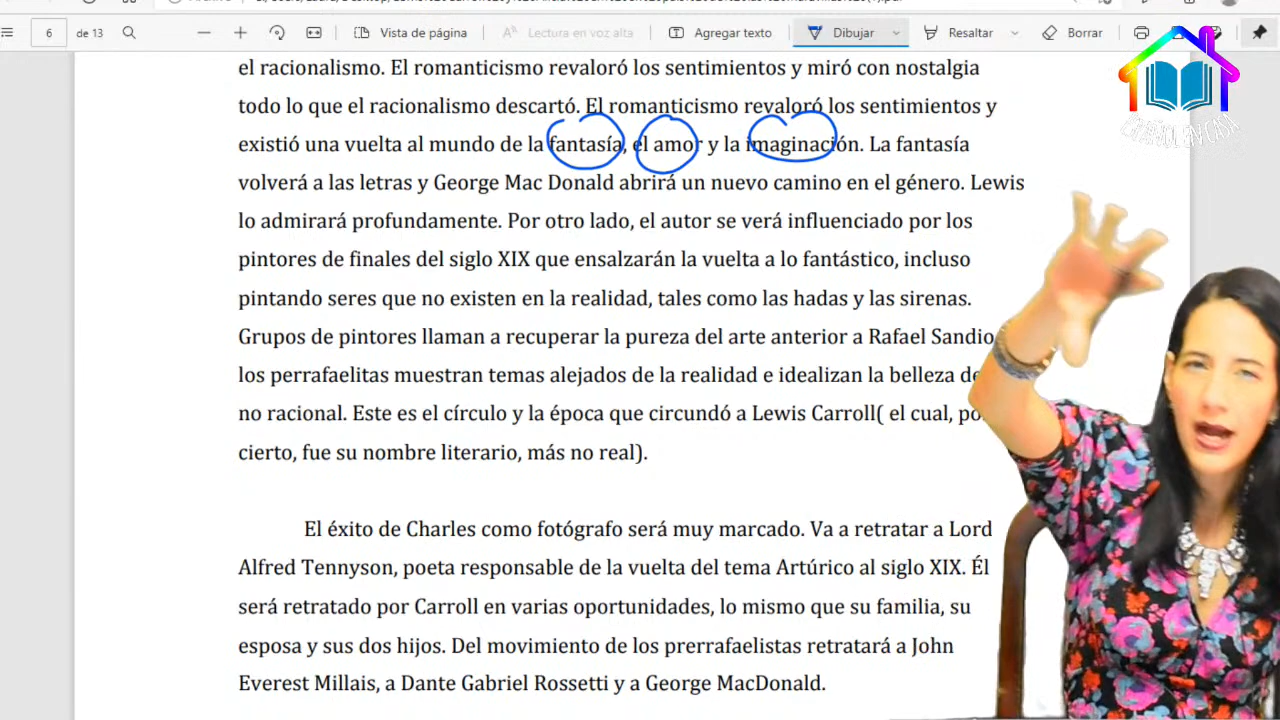 6 de 13 Vista de página Lectura en voz alta Agregar texto Dibujar Resaltar Borrar
el racionalismo. El romanticismo revaloró los sentimientos y miró con nostalgia
todo lo que el racionalismo descartó. El romanticismo revaloró los sentimientos y
existió una vuelta al mundo de la fantasía, el amor y la imaginación. La fantasía
volverá a las letras y George Mac Donald abrirá un nuevo camino en el género. Lewis
lo admirará profundamente. Por otro lado, el autor se verá influenciado por los
pintores de finales del siglo XIX que ensalzarán la vuelta a lo fantástico, incluso
pintando seres que no existen en la realidad, tales como las hadas y las sirenas.
Grupos de pintores llaman a recuperar la pureza del arte anterior a Rafael Sandio
los perrafaelitas muestran temas alejados de la realidad e idealizan la belleza de
no racional. Este es el círculo y la época que circundó a Lewis Carroll( el cual, po
cierto, fue su nombre literario, más no real).
El éxito de Charles como fotógrafo será muy marcado. Va a retratar a Lord
Alfred Tennyson, poeta responsable de la vuelta del tema Artúrico al siglo XIX. Él
será retratado por Carroll en varias oportunidades, lo mismo que su familia, su
esposa y sus dos hijos. Del movimiento de los prerrafaelistas retratará a John
Everest Millais, a Dante Gabriel Rossetti y a George MacDonald.
ESPAÑOL EN CASA